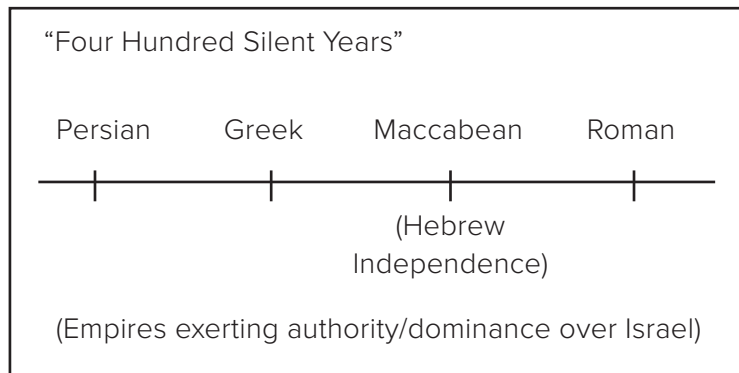 “Four Hundred Silent Years”
Persian Greek Maccabean Roman
(Hebrew
Independence)
(Empires exerting authority/dominance over Israel)